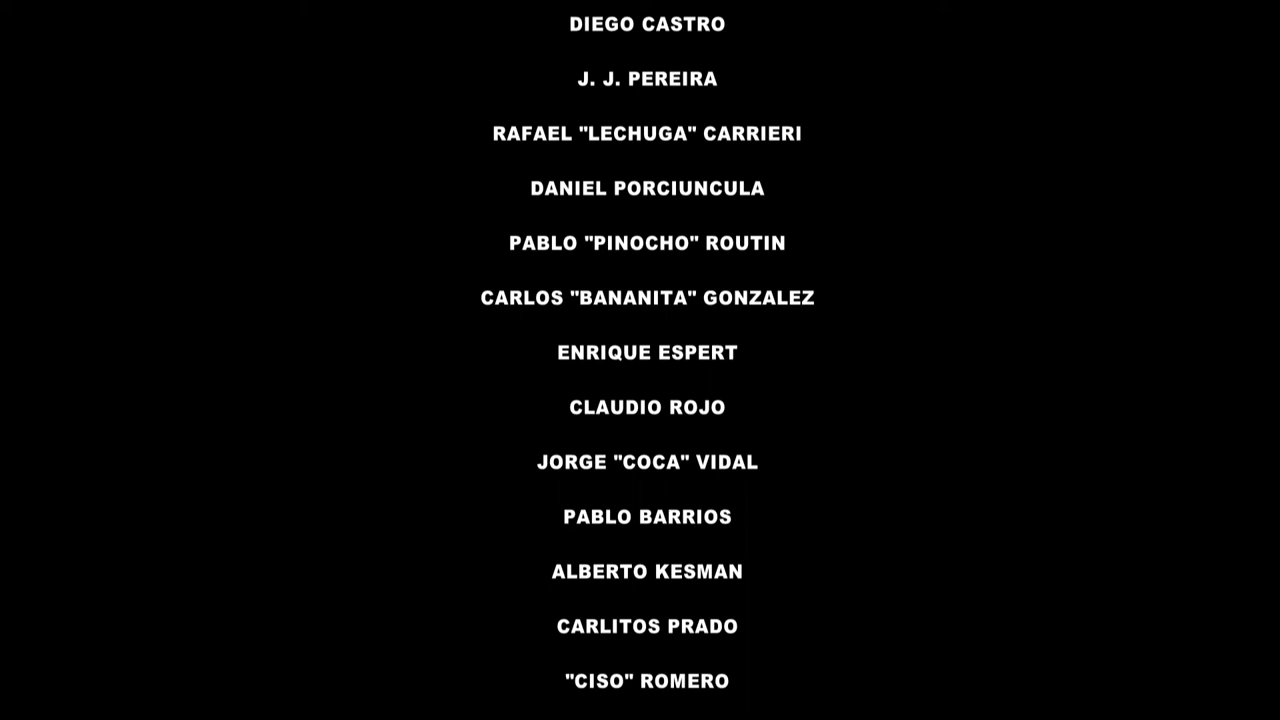 DIEGO CASTRO
J. J. PEREIRA
RAFAEL "LECHUGA" CARRIERI
DANIEL PORCIUNCULA
PABLO "PINOCHO" ROUTIN
CARLOS "BANANITA" GONZALEZ
ENRIQUE ESPERT
CLAUDIO ROJO
JORGE "COCA" VIDAL
PABLO BARRIOS
ALBERTO KESMAN
CARLITOS PRADO
"CISO" ROMERO